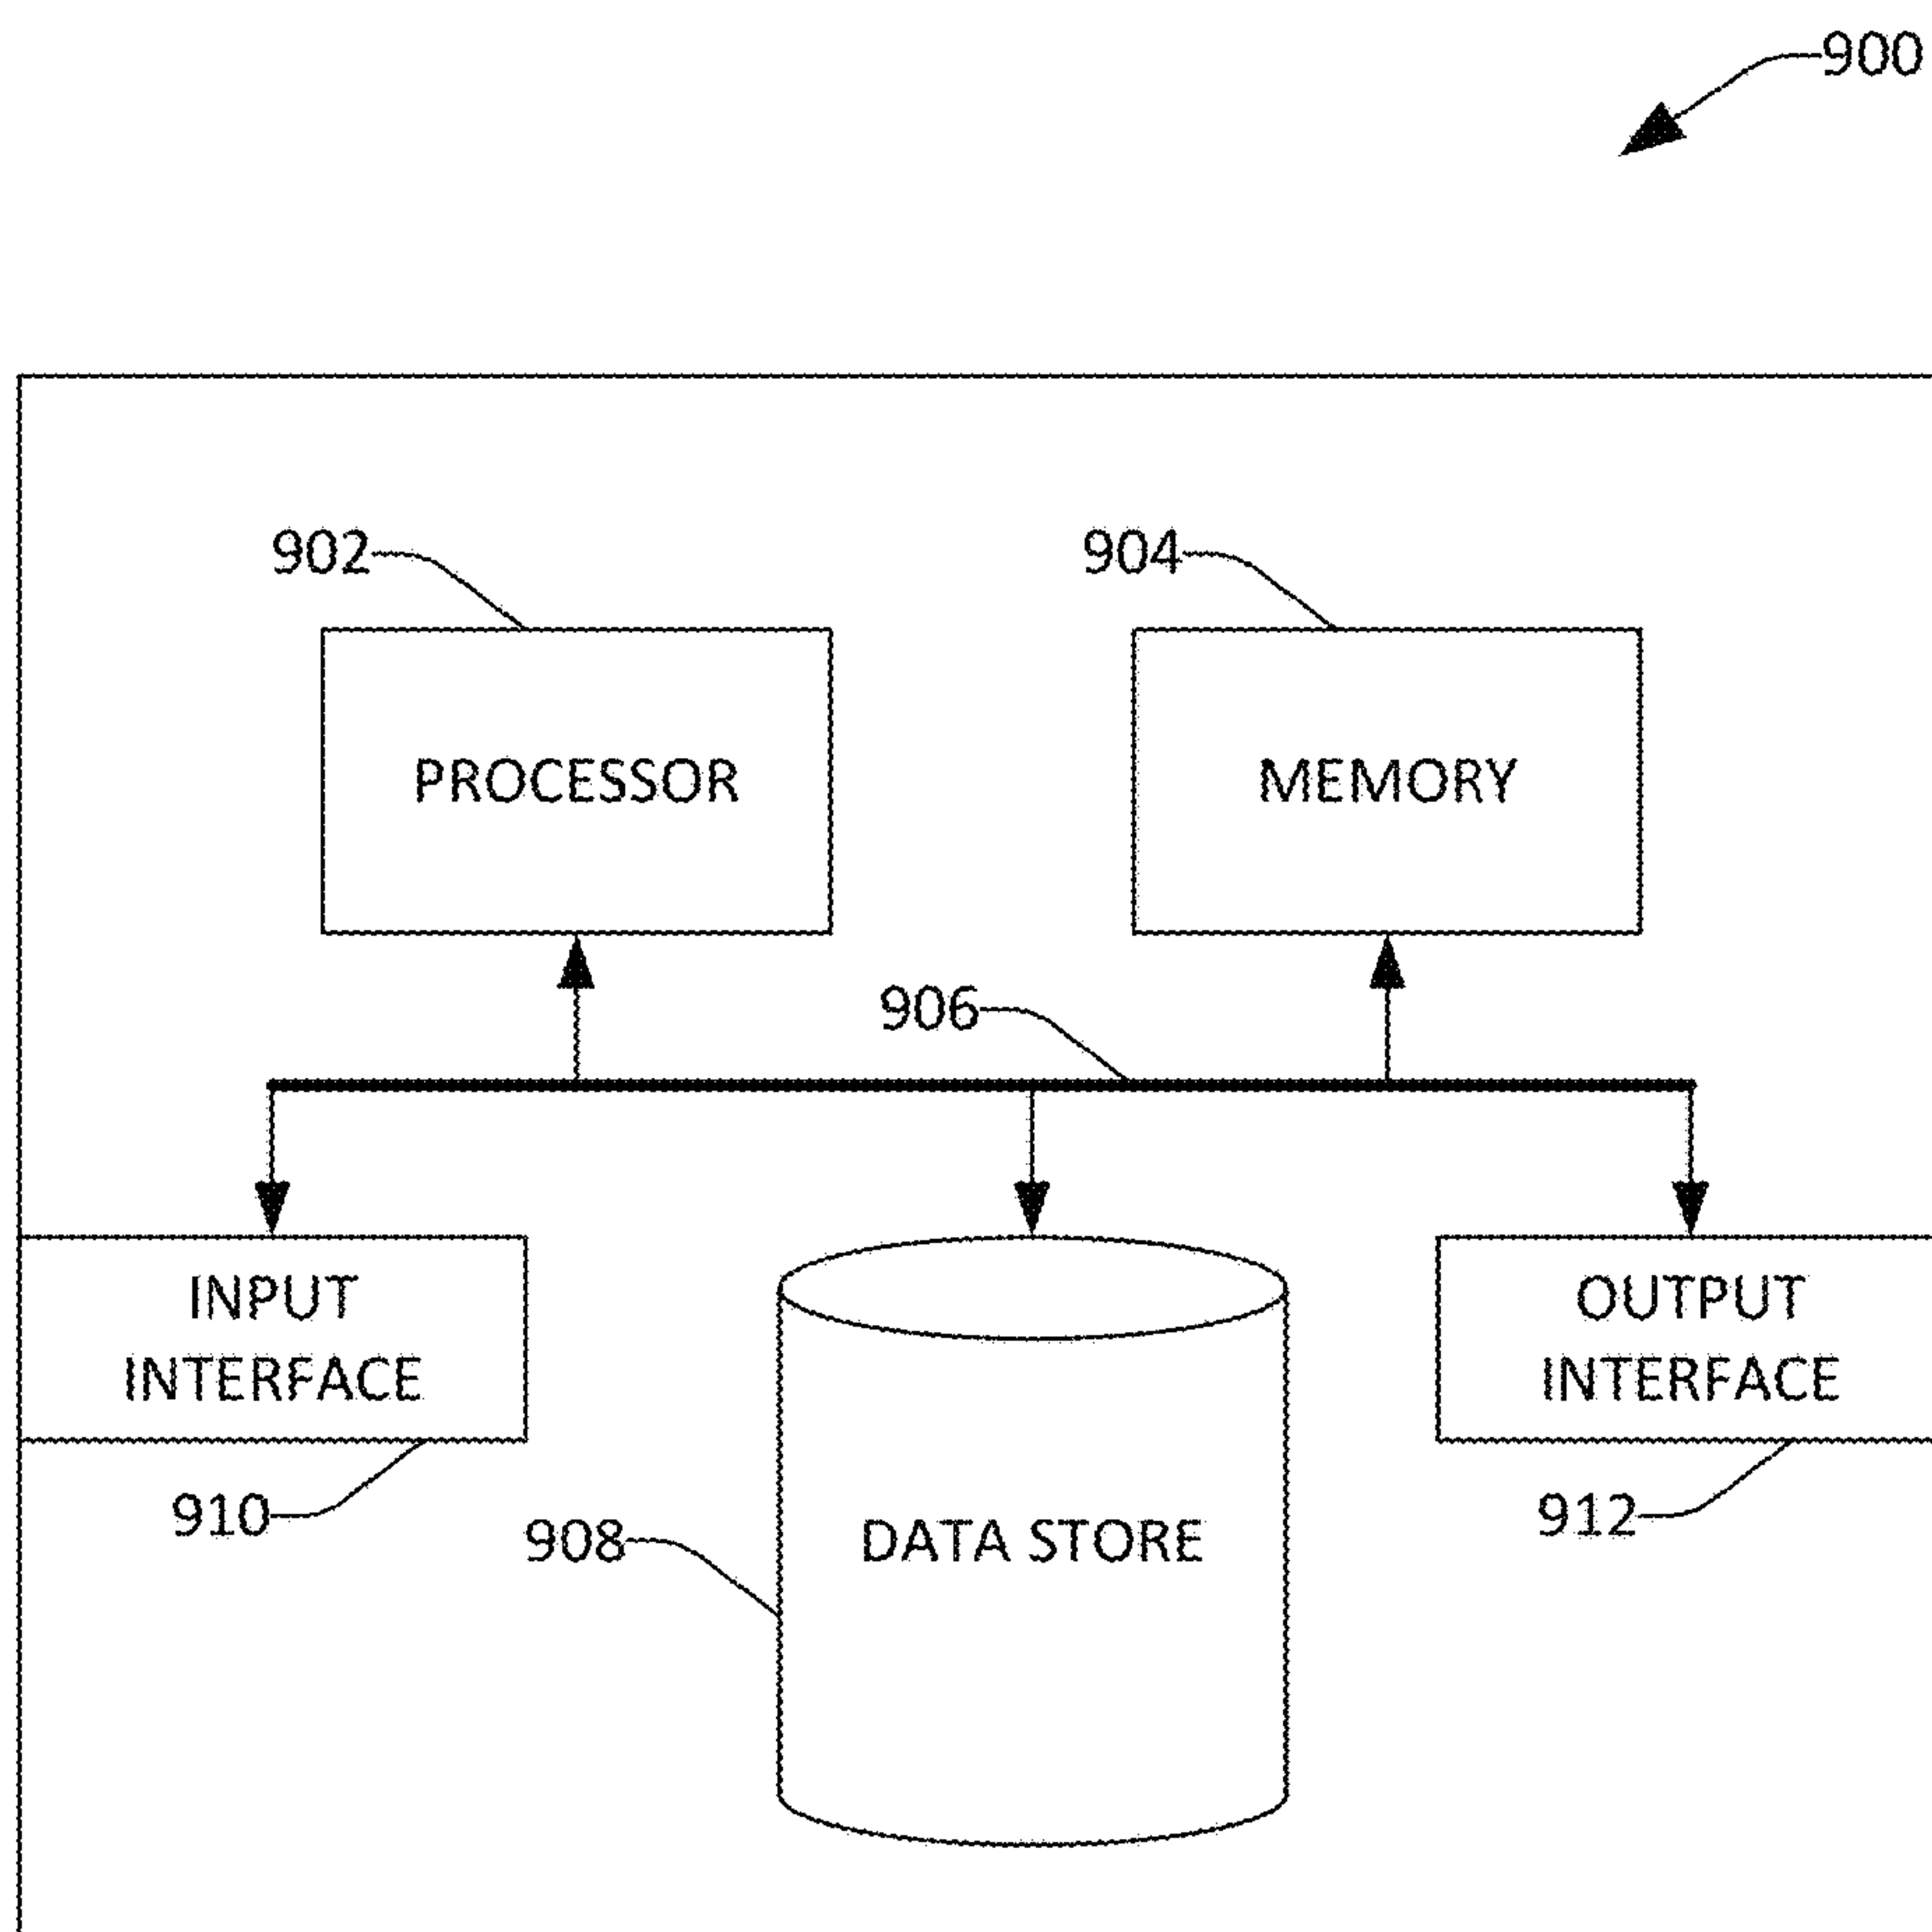 900
902
904
PROCESSOR
MEMORY
906
INPUT
INTERFACE
OUTPUT
INTERFACE
910
908
DATA STORE
912